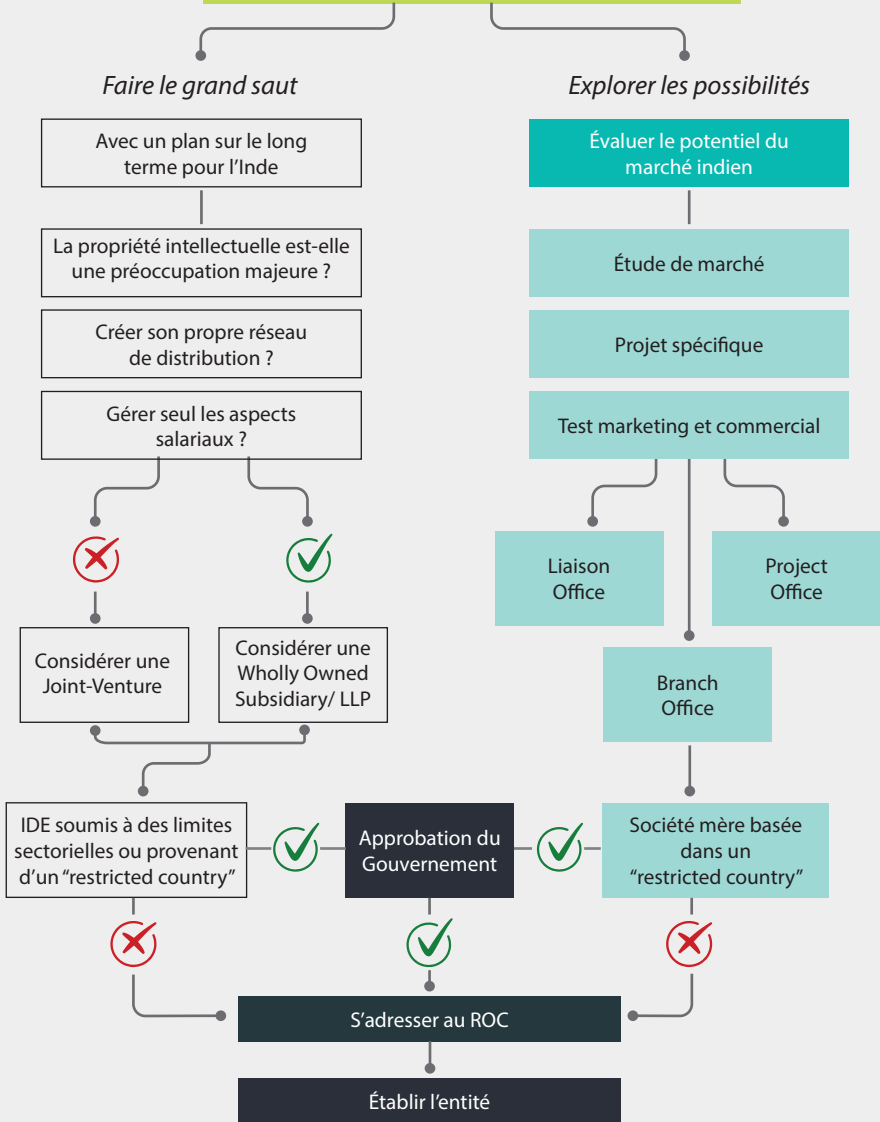 Faire le grand saut
Avec un plan sur le long
terme pour l'Inde
La propriété intellectuelle est-elle
une préoccupation majeure ?
Créer son propre réseau
de distribution ?
Gérer seul les aspects
salariaux ?
Considérer une
Joint-Venture
Considérer une
Wholly Owned
Subsidiary/ LLP
IDE soumis à des limites
sectorielles ou provenant
d'un “restricted country”
Explorer les possibilités
Évaluer le potentiel du
marché indien
Étude de marché
Projet spécifique
Test marketing et commercial
Liaison
Office
Project
Office
Branch
Office
Société mère basée
dans un
“restricted country”
Approbation du
Gouvernement
S'adresser au ROC
Établir l'entité